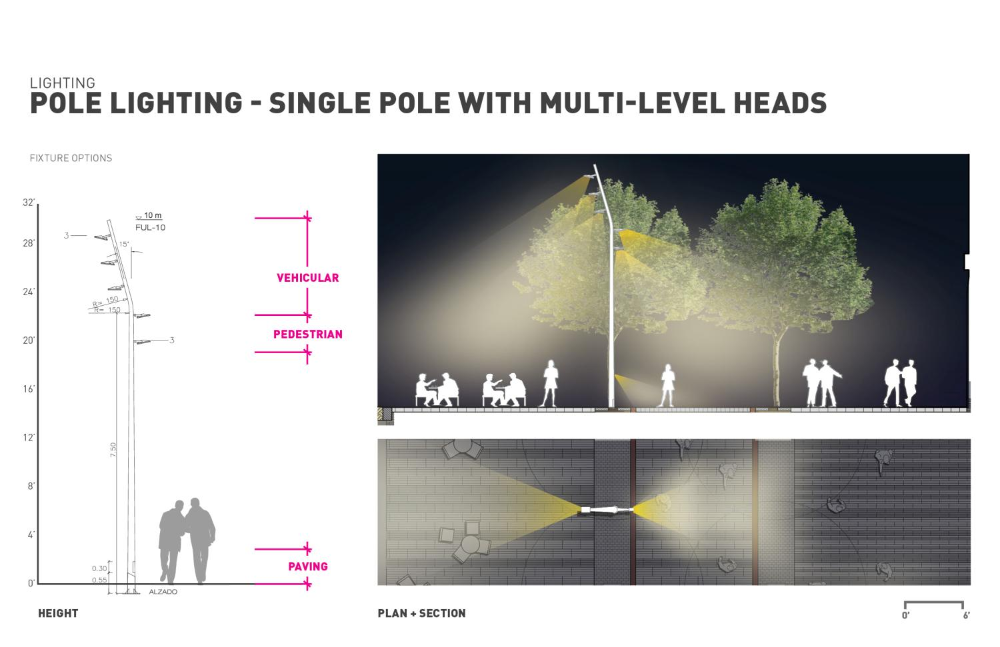 LIGHTING
POLE LIGHTING - SINGLE POLE WITH MULTI-LEVEL HEADS
FIXTURE OPTIONS
32'
28'
24'
20'
16'
12'
8'
4'
0'
10 m
FUL-10
3
15°
R= 150
R= 150
3
7.50
0.30
0.55
ALZADO
VEHICULAR
PEDESTRIAN
PAVING
HEIGHT
PLAN + SECTION
0' 6'